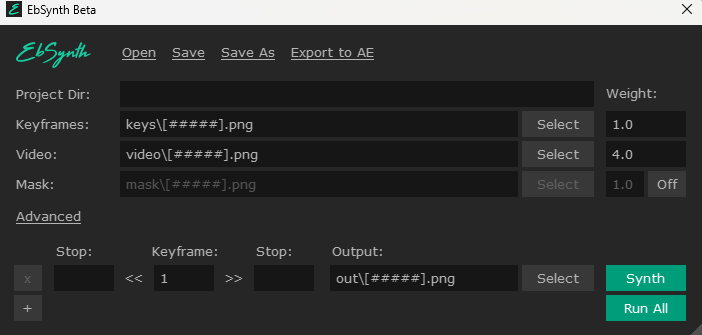 EbSynth Beta
EbSynth Open Save Save As Export to AE
Project Dir: Weight:
Keyframes: keys\[#####].png Select 1.0
Video: video\[#####].png Select 4.0
Mask: mask\[#####].png Select 1.0 Off
Advanced
Stop: Keyframe: Stop: Output:
x << 1 >> out\[#####].png Select Synth
+ Run All